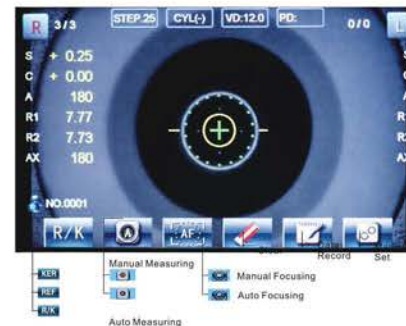 R 3/3 STEP.25 CYL(-) VD:12.0 PD: 0/0 L
S + 0.25 S
C + 0.00 C
A 180 A
R1 7.77 R
R2 7.73 R
AX 180 AX
NO.0001
R/K A AF
Record Set
Manual Measuring
KER Manual Focusing
REF Auto Focusing
R/K
Auto Measuring